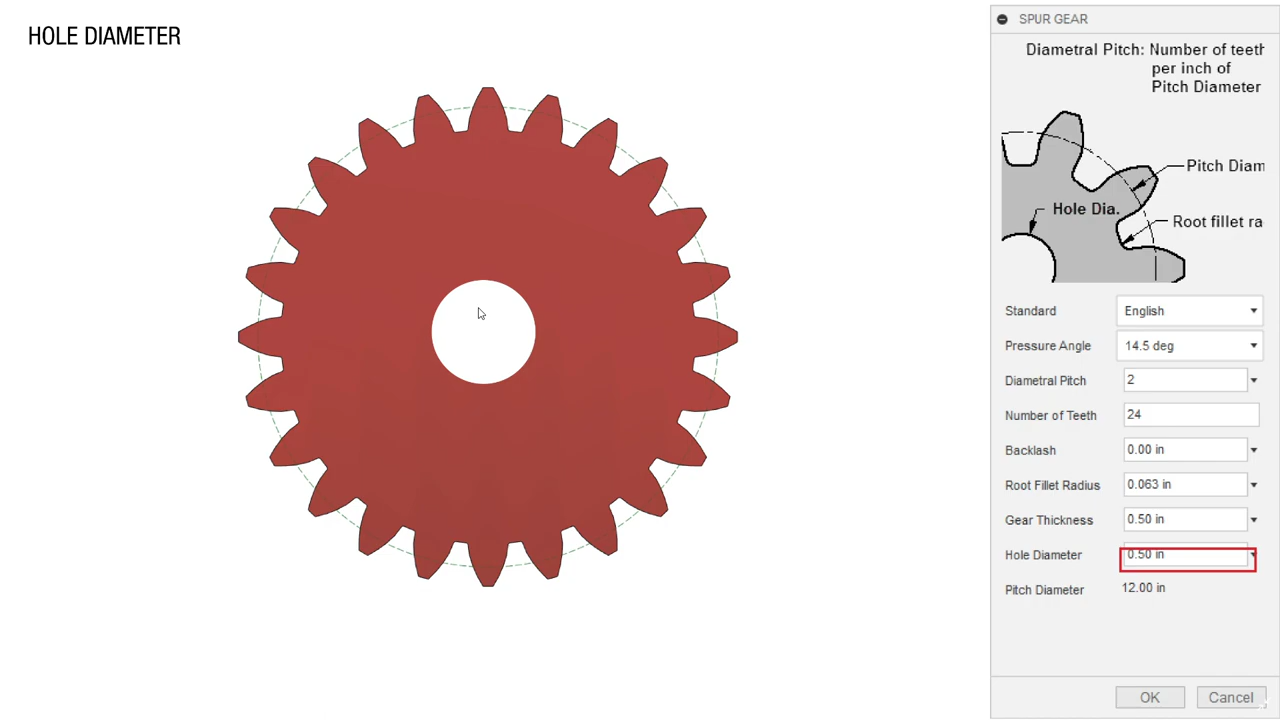 HOLE DIAMETER
SPUR GEAR
Diametral Pitch: Number of teeth
per inch of
Pitch Diameter
Pitch Diam
Hole Dia.
Root fillet ra
Standard English
Pressure Angle 14.5 deg
Diametral Pitch 2
Number of Teeth 24
Backlash 0.00 in
Root Fillet Radius 0.063 in
Gear Thickness 0.50 in
Hole Diameter 0.50 in
Pitch Diameter 12.00 in
OK Cancel